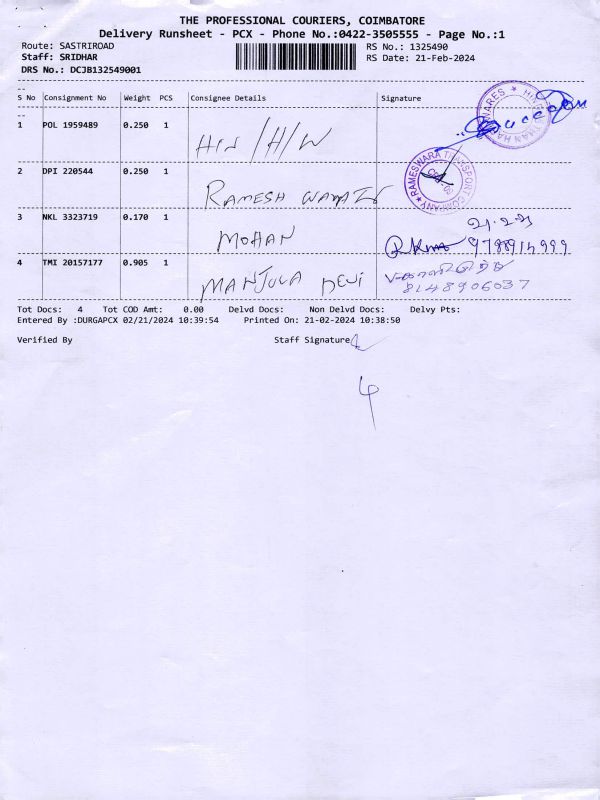 THE PROFESSIONAL COURIERS, COIMBATORE
Delivery Runsheet - PCX - Phone No.:0422-3505555 - Page No.:1
Route: SASTRIROAD
RS No.: 1325490
Staff: SRIDHAR
RS Date: 21-Feb-2024
DRS No.: DCJB132549001
S No Consignment No Weight PCS Consignee Details Signature
1 POL 1959489 0.250 1 HIN/H/W
2 DPI 220544 0.250 1 RAMESH
RAMESWARA TRANSPORT COMPANY
3 NKL 3323719 0.170 1 MOHAN
9788914999
4 TMI 20157177 0.905 1 MANJULA DEVI
8148906037
Tot Docs: 4 Tot COD Amt: 0.00 Delvd Docs: Non Delvd Docs: Delvy Pts:
Entered By :DURGAPCX 02/21/2024 10:39:54 Printed On: 21-02-2024 10:38:50
Verified By Staff Signature
4